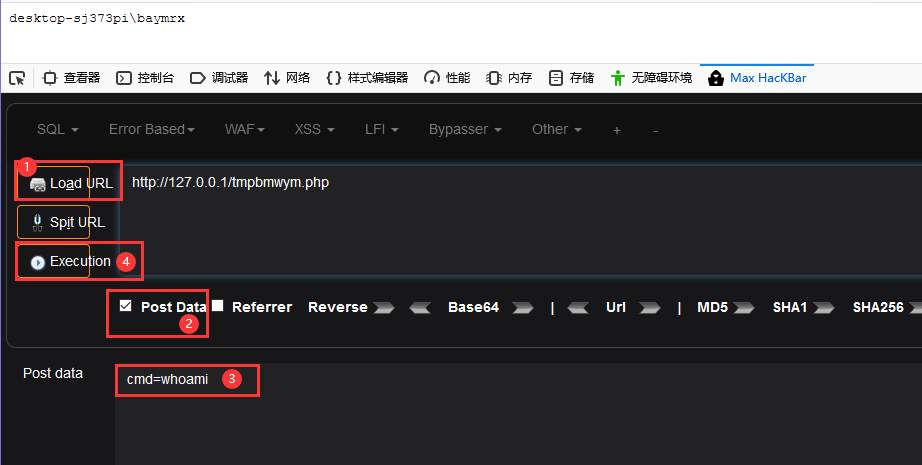 desktop-sj373pi\baymrx
查看器 控制台 调试器 网络 {} 样式编辑器 性能 内存 存储 无障碍环境 Max HacKBar
SQL Error Based WAF XSS LFI Bypasser Other + -
1
Load URL http://127.0.0.1/tmpbmwym.php
Spit URL
Execution 4
Post Data Referrer Reverse Base64 | Url | MD5 SHA1 SHA256
2
Post data cmd=whoami 3